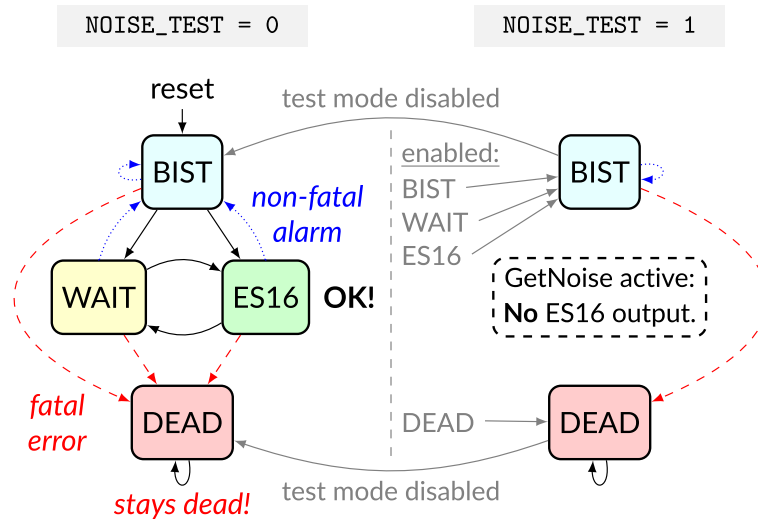 NOISE_TEST = 0
NOISE_TEST = 1
reset
test mode disabled
BIST
non-fatal
alarm
enabled:
BIST
WAIT
ES16
BIST
WAIT
ES16
OK!
GetNoise active:
No ES16 output.
fatal
error
DEAD
DEAD
DEAD
stays dead!
test mode disabled